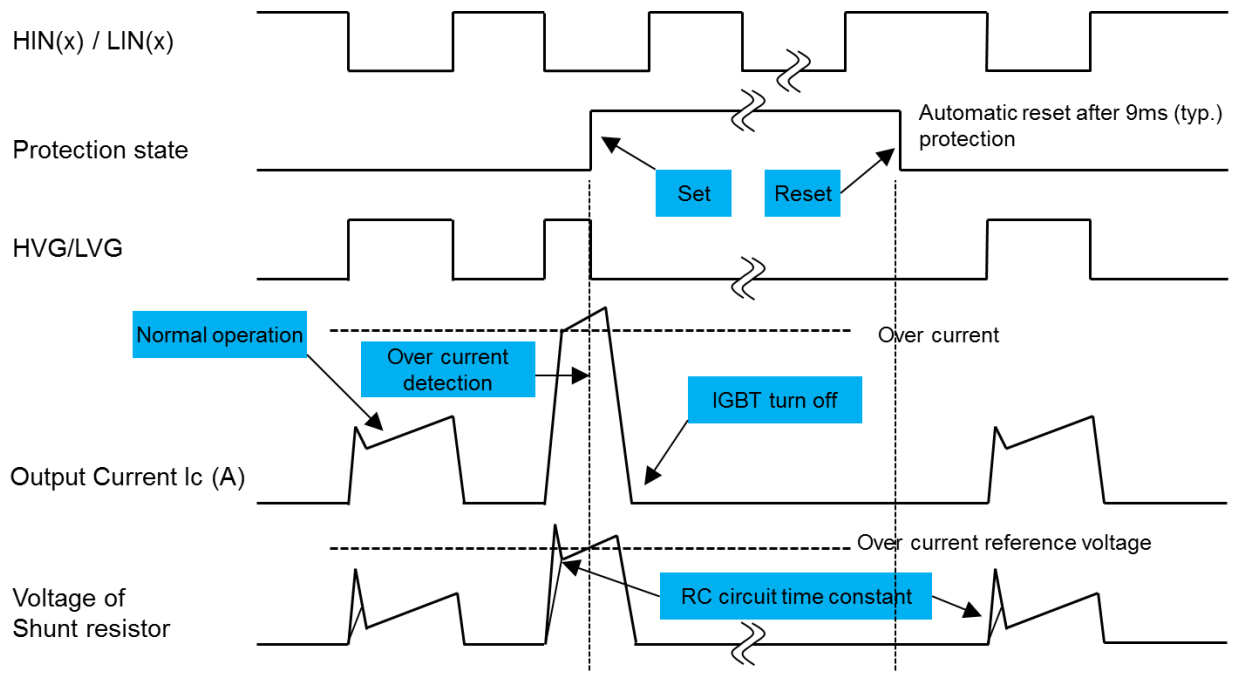 HIN(x) / LIN(x)
Automatic reset after 9ms (typ.)
protection
Protection state
Set
Reset
HVG/LVG
Normal operation
Over current
Over current
detection
IGBT turn off
Output Current Ic (A)
Over current reference voltage
RC circuit time constant
Voltage of
Shunt resistor